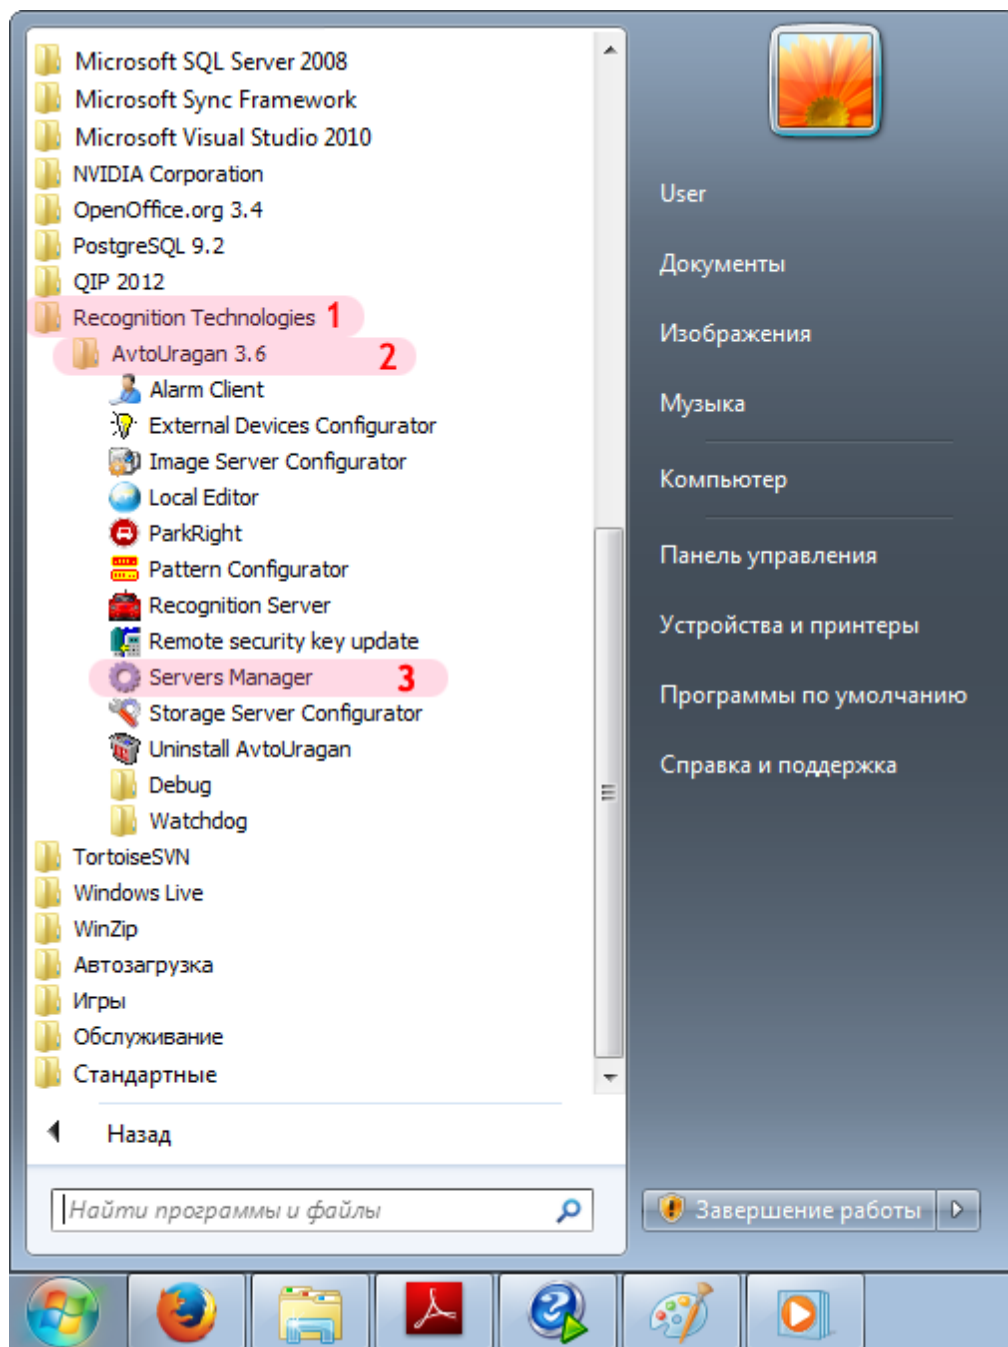 Microsoft SQL Server 2008
Microsoft Sync Framework
Microsoft Visual Studio 2010
NVIDIA Corporation
OpenOffice.org 3.4
PostgreSQL 9.2
QIP 2012
Recognition Technologies 1
AvtoUragan 3.6 2
Alarm Client
External Devices Configurator
Image Server Configurator
Local Editor
ParkRight
Pattern Configurator
Recognition Server
Remote security key update
Servers Manager 3
Storage Server Configurator
Uninstall AvtoUragan
Debug
Watchdog
TortoiseSVN
Windows Live
WinZip
Автозагрузка
Игры
Обслуживание
Стандартные
Назад
Найти программы и файлы
User
Документы
Изображения
Музыка
Компьютер
Панель управления
Устройства и принтеры
Программы по умолчанию
Справка и поддержка
Завершение работы